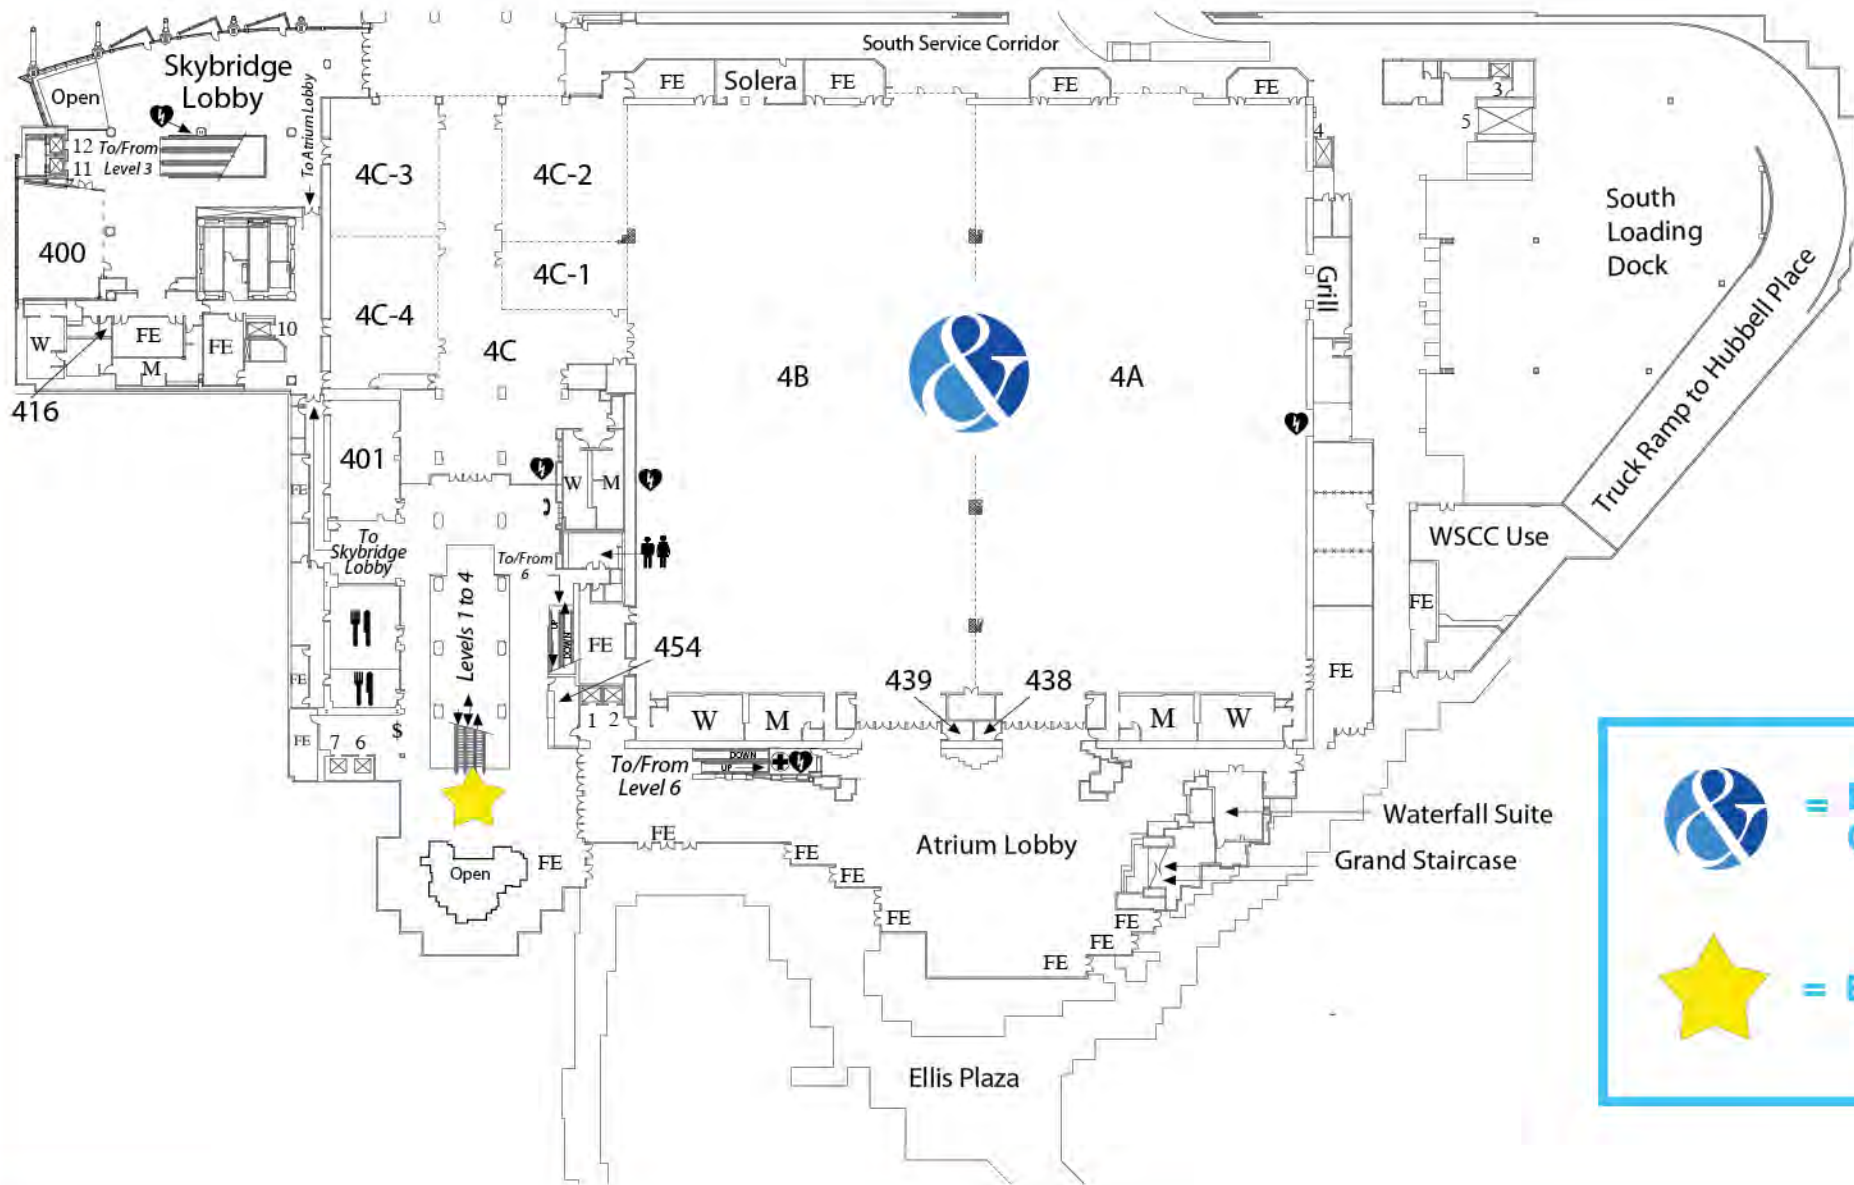 South Service Corridor
Skybridge
Lobby
Open
To Atrium Lobby
12
11
To/From
Level 3
400
W
416
FE
M
FE
10
4C-3
4C-2
4C-1
4C-4
4C
FE
Solera
FE
FE
FE
4
3
5
4B
&
4A
Grill
South
Loading
Dock
Truck Ramp to Hubbell Place
WSCC Use
FE
FE
401
FE
To
Skybridge
Lobby
W
M
To/From
6
UP
DOWN
Levels 1 to 4
FE
FE
FE
454
1
2
7
6
$
W
M
439
438
M
W
DOWN
UP
To/From
Level 6
Open
FE
FE
FE
FE
FE
Atrium Lobby
FE
FE
FE
Waterfall Suite
Grand Staircase
Ellis Plaza
&
=
=